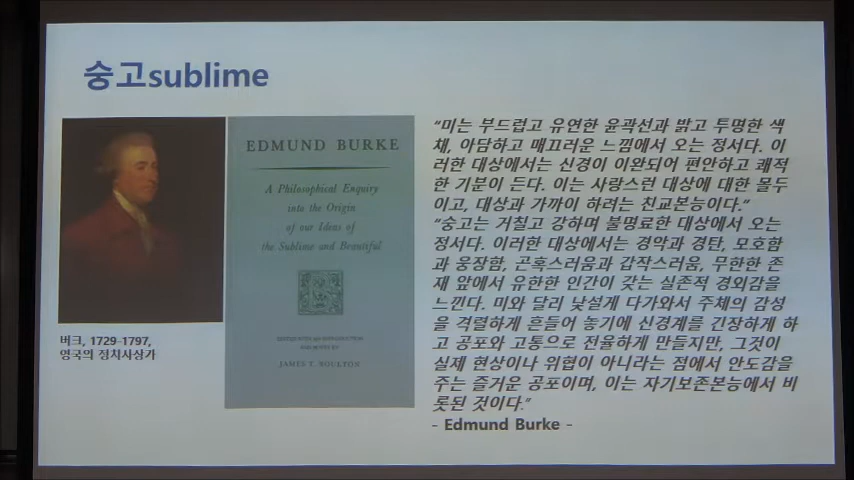 숭고sublime
EDMUND BURKE
A Philosophical Enquiry
into the Origin
of our Ideas of
the Sublime and Beautiful
EDITED WITH AN INTRODUCTION
AND NOTES BY
JAMES T. BOULTON
버크, 1729-1797,
영국의 정치사상가
“미는 부드럽고 유연한 윤곽선과 밝고 투명한 색
채, 아담하고 매끄러운 느낌에서 오는 정서다. 이
러한 대상에서는 신경이 이완되어 편안하고 쾌적
한 기분이 든다. 이는 사랑스런 대상에 대한 몰두
이고, 대상과 가까이 하려는 친교본능이다.”
“숭고는 거칠고 강하며 불명료한 대상에서 오는
정서다. 이러한 대상에서는 경악과 경탄, 모호함
과 웅장함, 곤혹스러움과 갑작스러움, 무한한 존
재 앞에서 유한한 인간이 갖는 실존적 경외감을
느낀다. 미와 달리 낯설게 다가와서 주체의 감성
을 격렬하게 흔들어 놓기에 신경계를 긴장하게 하
고 공포와 고통으로 전율하게 만들지만, 그것이
실제 현상이나 위협이 아니라는 점에서 안도감을
주는 즐거운 공포이며, 이는 자기보존본능에서 비
롯된 것이다.”
- Edmund Burke -